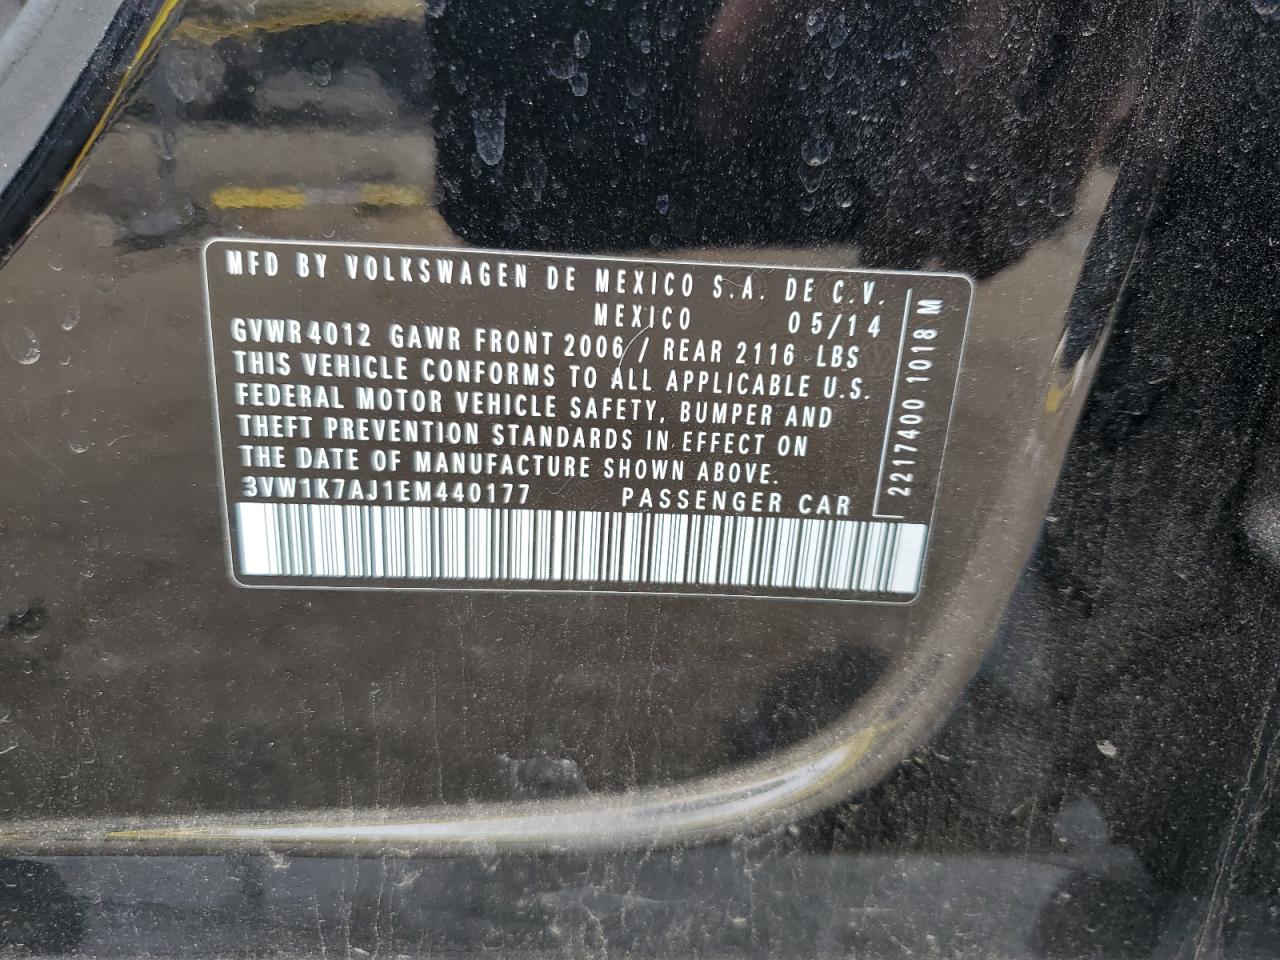 MFD BY VOLKSWAGEN DE MEXICO S.A. DE C.V.
MEXICO 05/14
GVWR 4012 GAWR FRONT 2006 / REAR 2116 LBS
THIS VEHICLE CONFORMS TO ALL APPLICABLE U.S.
FEDERAL MOTOR VEHICLE SAFETY, BUMPER AND
THEFT PREVENTION STANDARDS IN EFFECT ON
THE DATE OF MANUFACTURE SHOWN ABOVE.
3VW1K7AJ1EM440177 PASSENGER CAR
2217400 1018 M